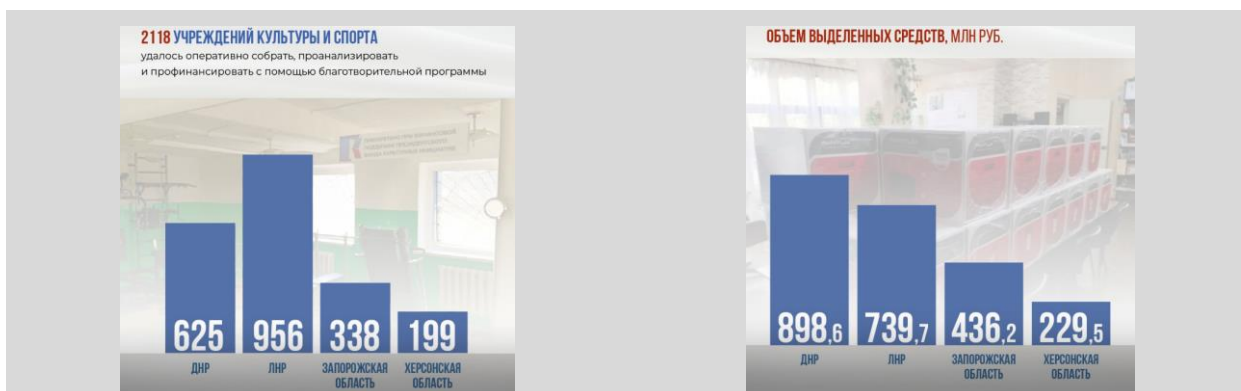 2118 УЧРЕЖДЕНИЙ КУЛЬТУРЫ И СПОРТА
удалось оперативно собрать, проанализировать
и профинансировать с помощью благотворительной программы
625
956
338
199
ДНР
ЛНР
ЗАПОРОЖСКАЯ
ОБЛАСТЬ
ХЕРСОНСКАЯ
ОБЛАСТЬ
ОБЪЕМ ВЫДЕЛЕННЫХ СРЕДСТВ, МЛН РУБ.
898,6
739,7
436,2
229,5
ДНР
ЛНР
ЗАПОРОЖСКАЯ
ОБЛАСТЬ
ХЕРСОНСКАЯ
ОБЛАСТЬ